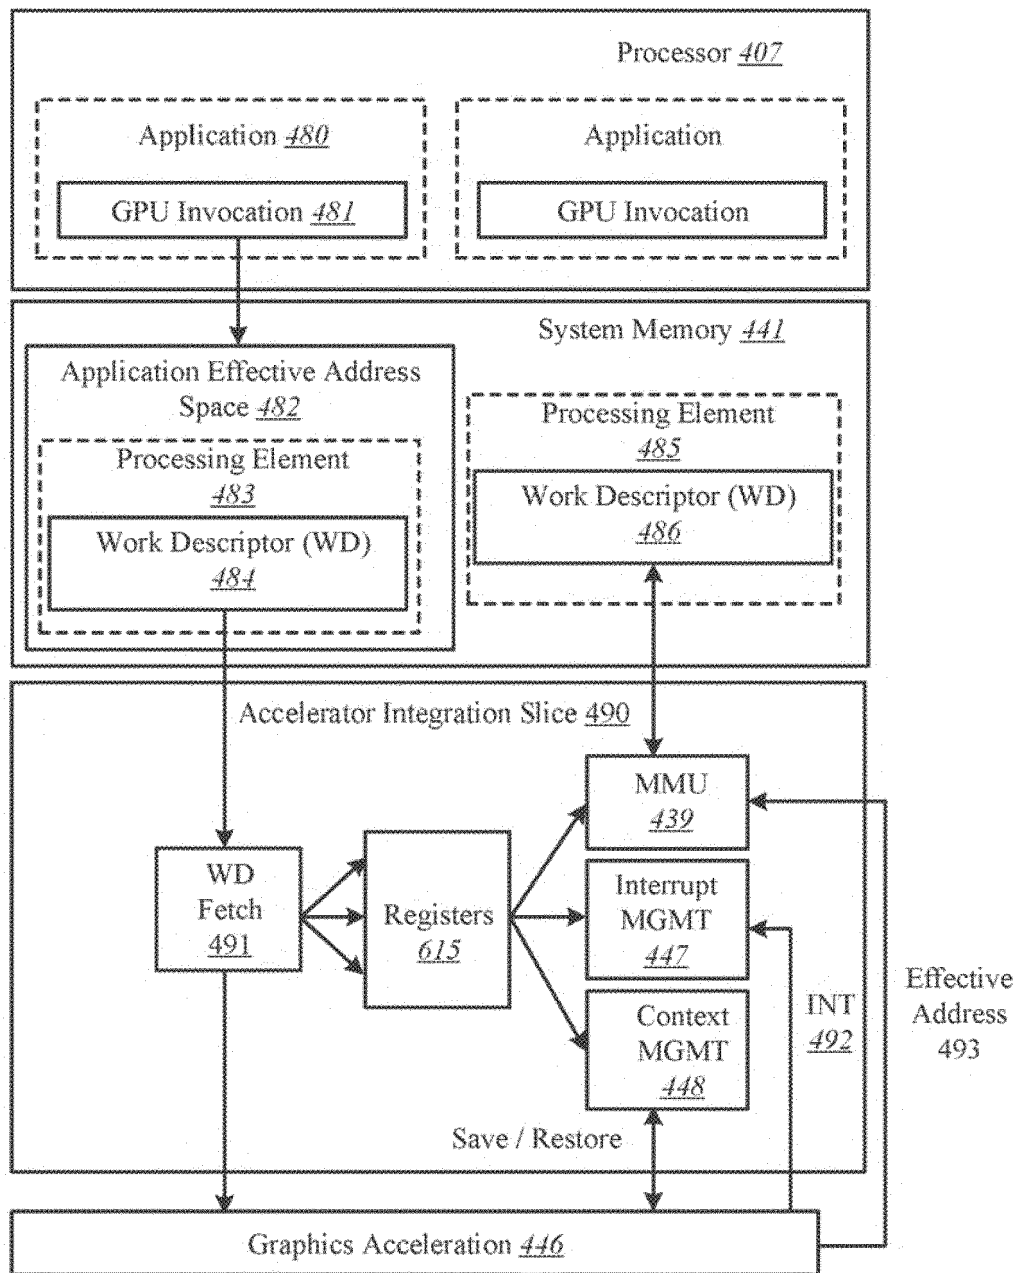 Processor 407
Application 480
Application
GPU Invocation 481
GPU Invocation
System Memory 441
Application Effective Address
Space 482
Processing Element
483
Work Descriptor (WD)
484
Processing Element
485
Work Descriptor (WD)
486
Accelerator Integration Slice 490
MMU
439
WD
Fetch
491
Registers
615
Interrupt
MGMT
447
Context
MGMT
448
INT
492
Effective
Address
493
Save / Restore
Graphics Acceleration 446